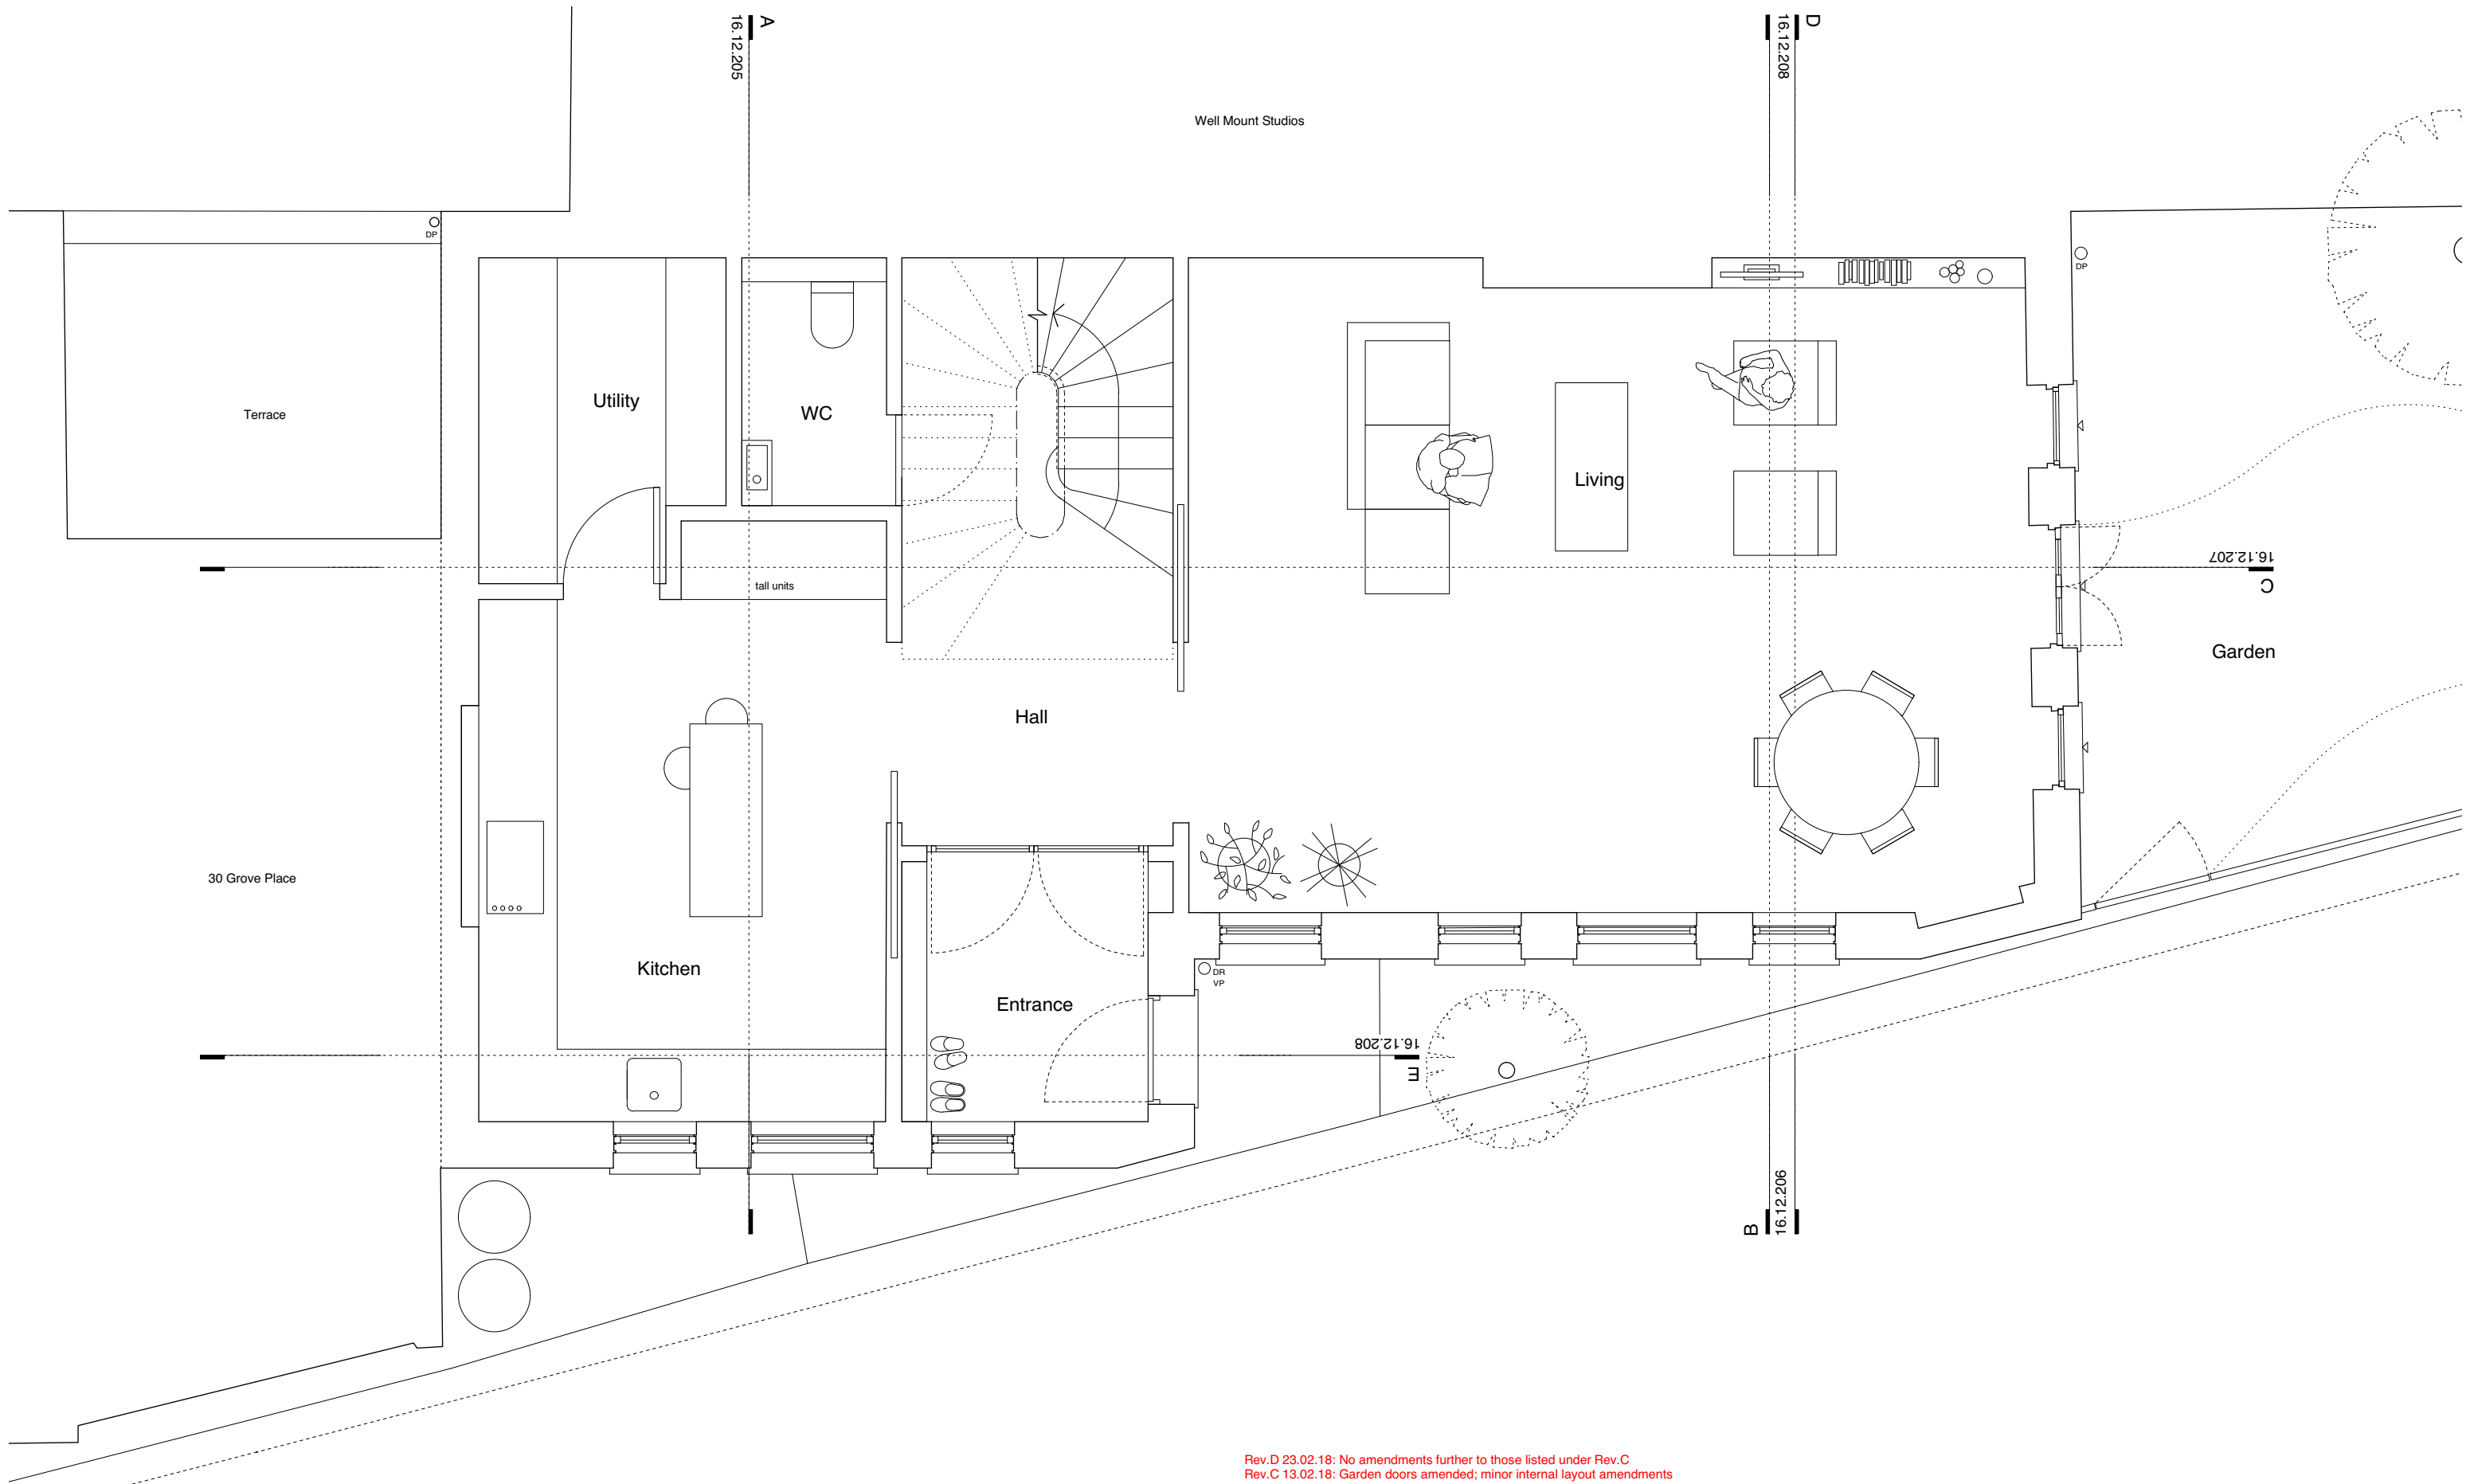 A
16.12.205
D
16.12.208
Well Mount Studios
DP
DP
Terrace
Utility
WC
Living
16.12.207
C
tall units
Garden
Hall
30 Grove Place
Kitchen
DR
VP
Entrance
16.12.208
E
B
16.12.206
Rev.D 23.02.18: No amendments further to those listed under Rev.C
Rev.C 13.02.18: Garden doors amended; minor internal layout amendments